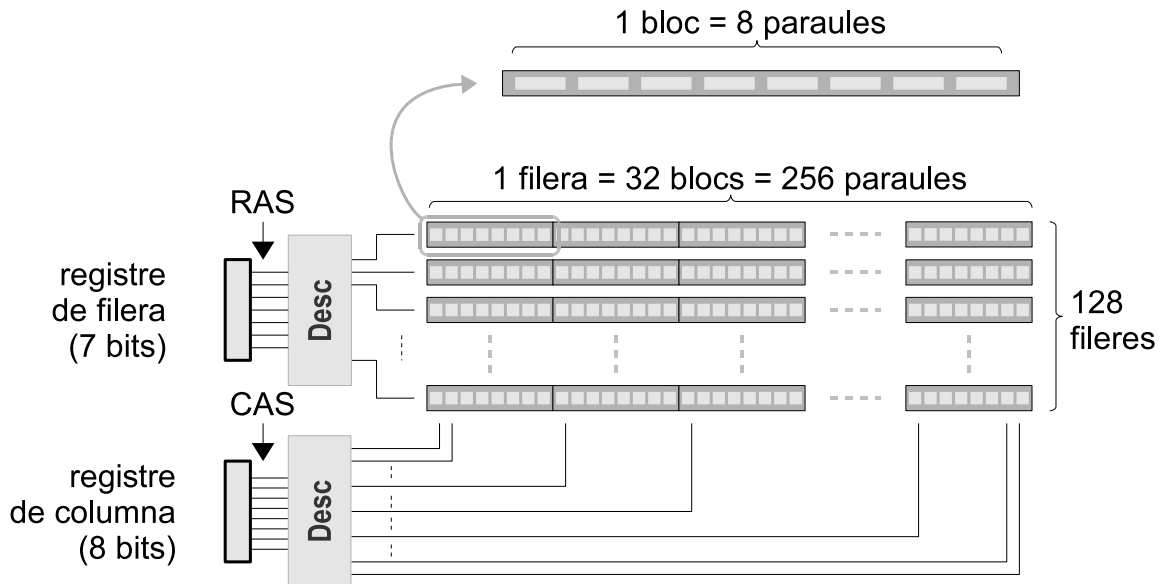 1 bloc = 8 paraules
1 filera = 32 blocs = 256 paraules
RAS
registre
de filera
(7 bits)
Desc
128
fileres
CAS
registre
de columna
(8 bits)
Desc